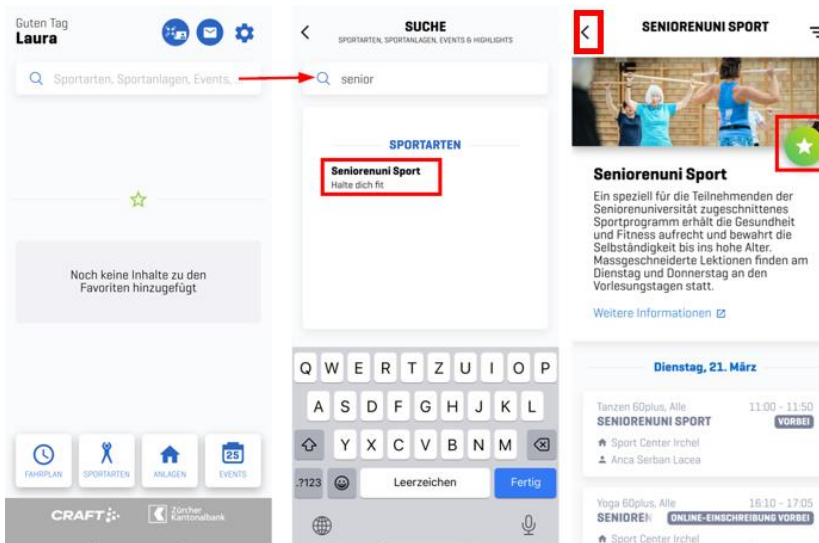 Guten Tag
Laura
Sportarten, Sportanlagen, Events,
Noch keine Inhalte zu den
Favoriten hinzugefügt
FAHRPLAN
SPORTARTEN
ANLAGEN
25
EVENTS
CRAFT
Zürcher
Kantonalbank
SUCHE
SPORTARTEN, SPORTANLAGEN, EVENTS & HIGHLIGHTS
senior
SPORTARTEN
Seniorenuni Sport
Halte dich fit
Q W E R T Z U I O P
A S D F G H J K L
Y X C V B N M
.?123
Leerzeichen
Fertig
SENIORENUNI SPORT
Seniorenuni Sport
Ein speziell für die Teilnehmenden der
Seniorenuniversität zugeschnittenes
Sportprogramm erhält die Gesundheit
und Fitness aufrecht und bewahrt die
Selbständigkeit bis ins hohe Alter.
Massgeschneiderte Lektionen finden am
Dienstag und Donnerstag an den
Vorlesungstagen statt.
Weitere Informationen
Dienstag, 21. März
Tanzen 60plus, Alle 11:00 - 11:50
SENIORENUNI SPORT VORBEI
Sport Center Irchel
Anca Serban Lacea
Yoga 60plus, Alle 16:10 - 17:05
SENIOREN ONLINE-EINSCHREIBUNG VORBEI
Sport Center Irchel